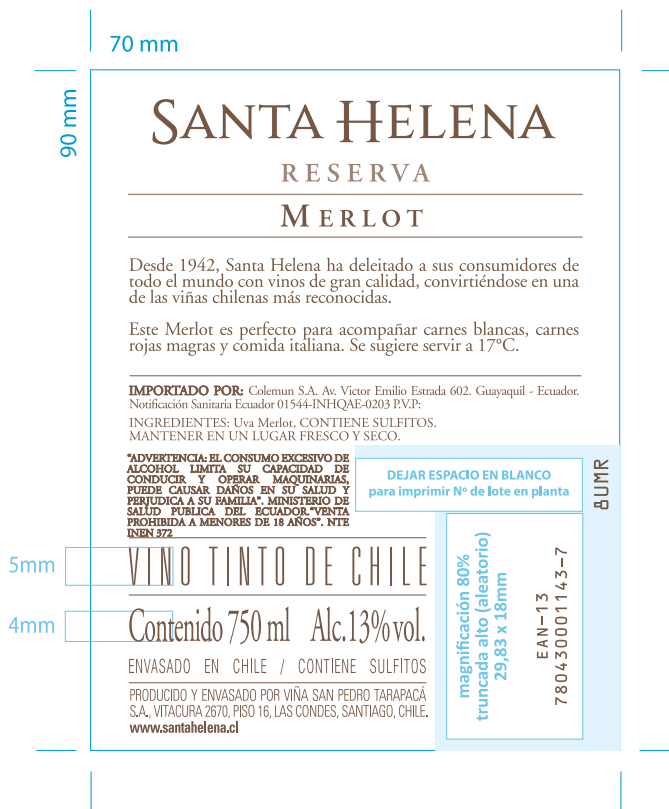 70 mm
90 mm
SANTA HELENA
RESERVA
MERLOT
Desde 1942, Santa Helena ha deleitado a sus consumidores de
todo el mundo con vinos de gran calidad, convirtiéndose en una
de las viñas chilenas más reconocidas.
Este Merlot es perfecto para acompañar carnes blancas, carnes
rojas magras y comida italiana. Se sugiere servir a 17°C.
IMPORTADO POR: Colemun S.A. Av. Victor Emilio Estrada 602. Guayaquil - Ecuador.
Notificación Sanitaria Ecuador 01544-INHQAE-0203 P.V.P:
INGREDIENTES: Uva Merlot, CONTIENE SULFITOS.
MANTENER EN UN LUGAR FRESCO Y SECO.
"ADVERTENCIA: EL CONSUMO EXCESIVO DE
ALCOHOL LIMITA SU CAPACIDAD DE
CONDUCIR Y OPERAR MAQUINARIAS,
PUEDE CAUSAR DAÑOS EN SU SALUD Y
PERJUDICA A SU FAMILIA". MINISTERIO DE
SALUD PUBLICA DEL ECUADOR."VENTA
PROHIBIDA A MENORES DE 18 AÑOS". NTE
INEN 372
DEJAR ESPACIO EN BLANCO
para imprimir Nº de lote en planta
8UMR
5mm
VINO TINTO DE CHILE
4mm
Contenido 750 ml Alc.13% vol.
ENVASADO EN CHILE / CONTIENE SULFITOS
PRODUCIDO Y ENVASADO POR VIÑA SAN PEDRO TARAPACÁ
S.A., VITACURA 2670, PISO 16, LAS CONDES, SANTIAGO, CHILE.
www.santahelena.cl
magnificación 80%
truncada alto (aleatorio)
29,83 x 18mm
EAN-13
780430001143-7